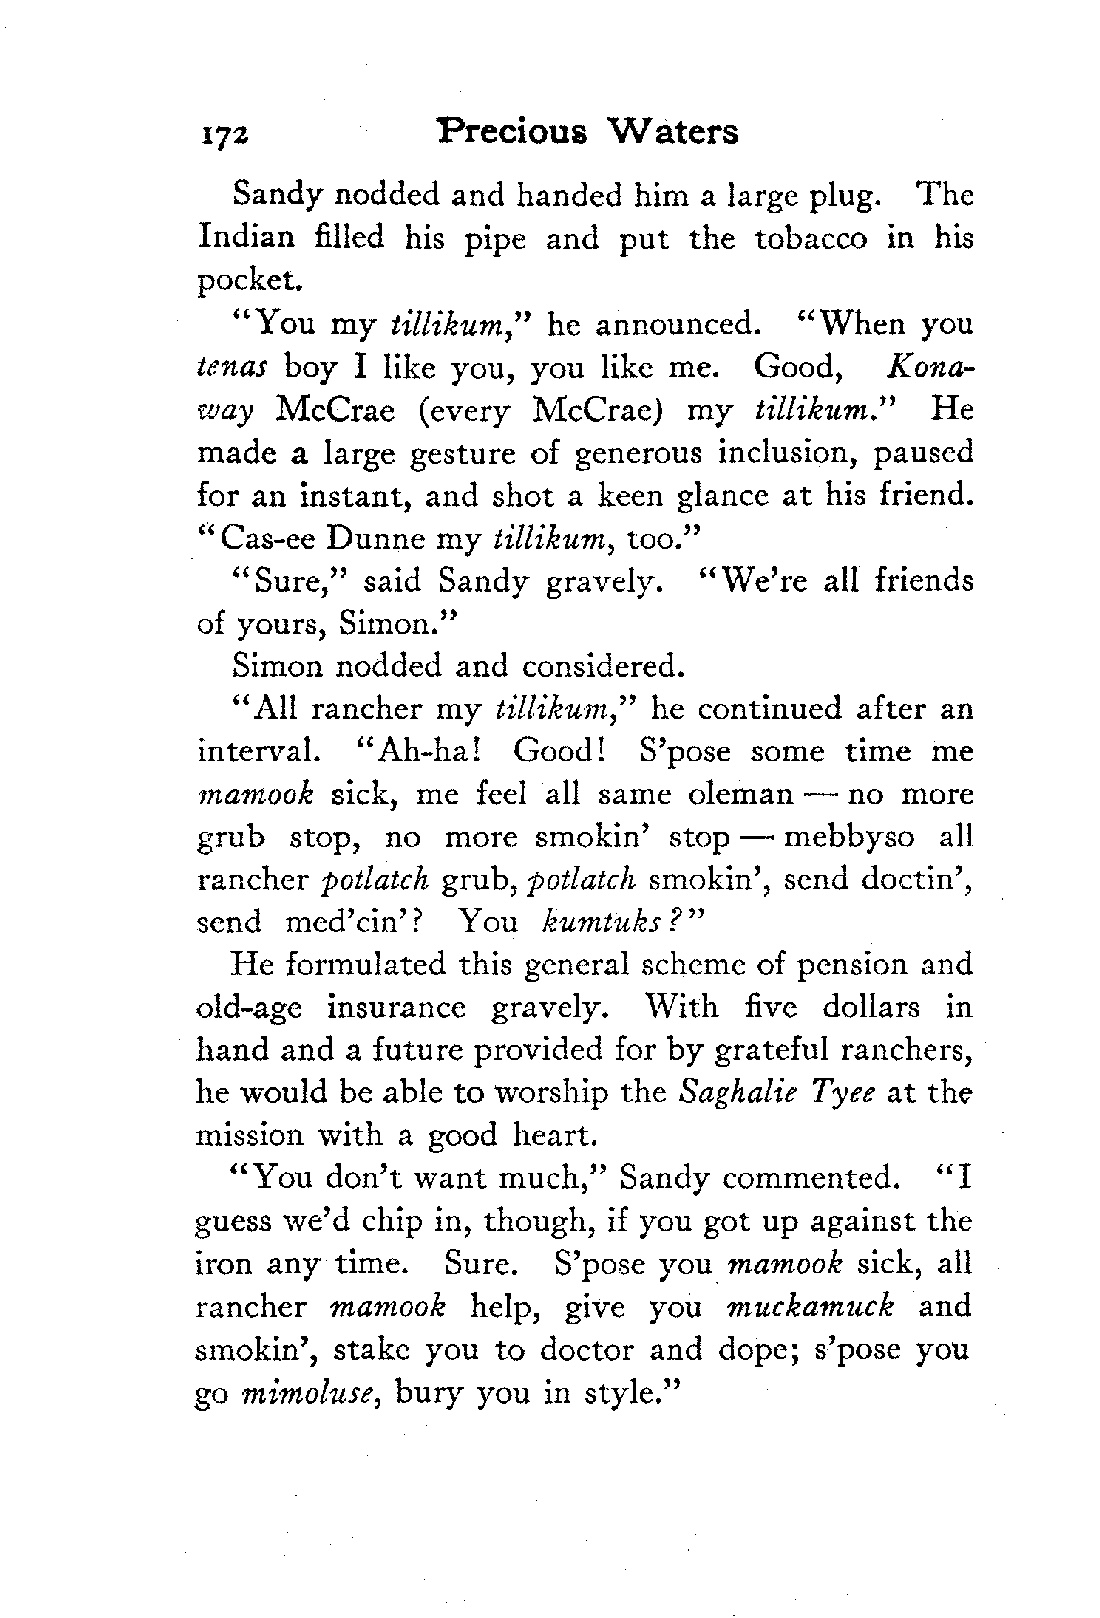 172 Precious Waters
Sandy nodded and handed him a large plug. The
Indian filled his pipe and put the tobacco in his
pocket.
"You my tillikum," he announced. "When you
tenas boy I like you, you like me. Good, Kona-
way McCrae (every McCrae) my tillikum." He
made a large gesture of generous inclusion, paused
for an instant, and shot a keen glance at his friend.
"Cas-ee Dunne my tillikum, too."
"Sure," said Sandy gravely. "We're all friends
of yours, Simon."
Simon nodded and considered.
"All rancher my tillikum," he continued after an
interval. "Ah-ha! Good! S'pose some time me
mamook sick, me feel all same oleman — no more
grub stop, no more smokin' stop — mebbyso all
rancher potlatch grub, potlatch smokin', send doctin',
send med'cin'? You kumtuks?"
He formulated this general scheme of pension and
old-age insurance gravely. With five dollars in
hand and a future provided for by grateful ranchers,
he would be able to worship the Saghalie Tyee at the
mission with a good heart.
"You don't want much," Sandy commented. "I
guess we'd chip in, though, if you got up against the
iron any time. Sure. S'pose you mamook sick, all
rancher mamook help, give you muckamuck and
smokin', stake you to doctor and dope; s'pose you
go mimoluse, bury you in style."